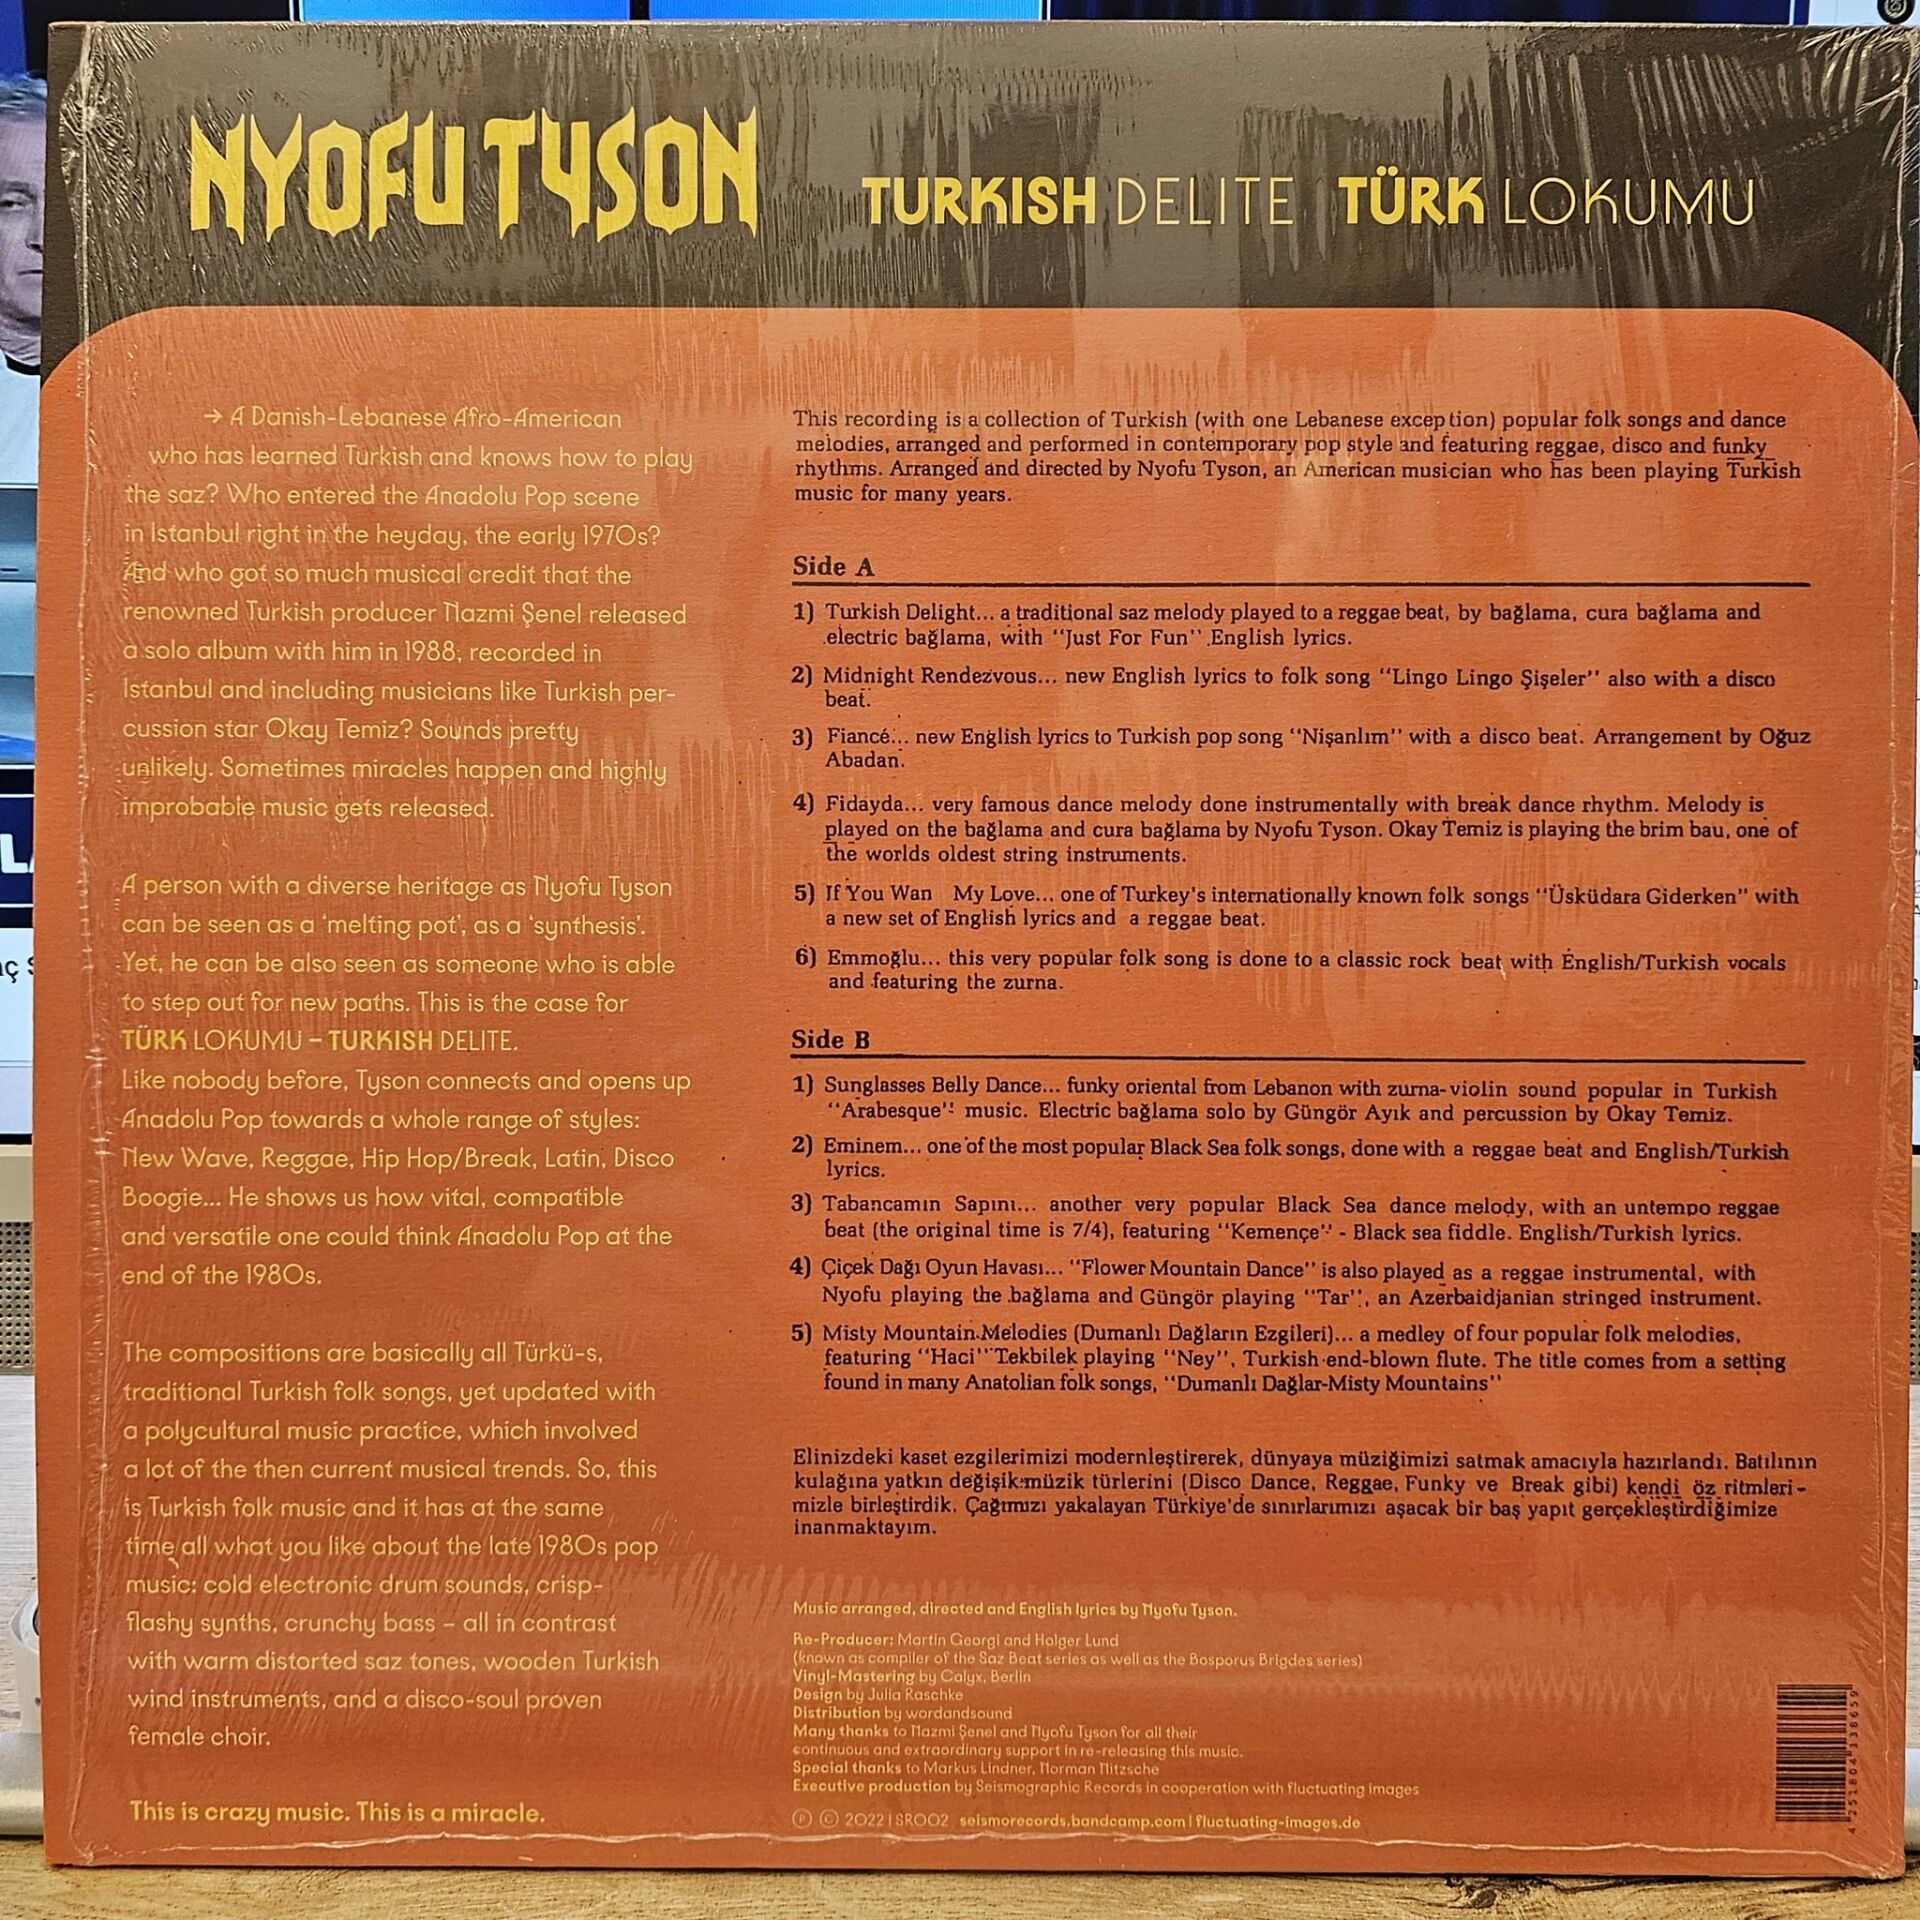 NYOFU TYSON
TURKISH DELITE TÜRK LOKUMU
→ A Danish-Lebanese Afro-American
who has learned Turkish and knows how to play
the saz? Who entered the Anadolu Pop scene
in Istanbul right in the heyday, the early 1970s?
And who got so much musical credit that the
renowned Turkish producer Nazmi Şenel released
a solo album with him in 1988; recorded in
Istanbul and including musicians like Turkish per-
cussion star Okay Temiz? Sounds pretty
unlikely. Sometimes miracles happen and highly
improbable music gets released.
A person with a diverse heritage as Nyofu Tyson
can be seen as a 'melting pot', as a 'synthesis'.
Yet, he can be also seen as someone who is able
to step out for new paths. This is the case for
TÜRK LOKUMU – TURKISH DELITE.
Like nobody before, Tyson connects and opens up
Anadolu Pop towards a whole range of styles:
New Wave, Reggae, Hip Hop/Break, Latin, Disco
Boogie... He shows us how vital, compatible
and versatile one could think Anadolu Pop at the
end of the 1980s.
The compositions are basically all Türkü-s,
traditional Turkish folk songs, yet updated with
a polycultural music practice, which involved
a lot of the then current musical trends. So, this
is Turkish folk music and it has at the same
time all what you like about the late 1980s pop
music: cold electronic drum sounds, crisp-
flashy synths, crunchy bass – all in contrast
with warm distorted saz tones, wooden Turkish
wind instruments, and a disco-soul proven
female choir.
This is crazy music. This is a miracle.
This recording is a collection of Turkish (with one Lebanese exception) popular folk songs and dance
melodies, arranged and performed in contemporary pop style and featuring reggae, disco and funky
rhythms. Arranged and directed by Nyofu Tyson, an American musician who has been playing Turkish
music for many years.
Side A
1) Turkish Delight... a traditional saz melody played to a reggae beat, by bağlama, cura bağlama and
electric bağlama, with "Just For Fun" English lyrics.
2) Midnight Rendezvous... new English lyrics to folk song "Lingo Lingo Şişeler" also with a disco
beat.
3) Fiancé... new English lyrics to Turkish pop song "Nişanlım" with a disco beat. Arrangement by Oğuz
Abadan.
4) Fidayda... very famous dance melody done instrumentally with break dance rhythm. Melody is
played on the bağlama and cura bağlama by Nyofu Tyson. Okay Temiz is playing the brim bau, one of
the worlds oldest string instruments.
5) If You Wan My Love... one of Turkey's internationally known folk songs "Üsküdara Giderken" with
a new set of English lyrics and a reggae beat.
6) Emmoğlu... this very popular folk song is done to a classic rock beat with English/Turkish vocals
and featuring the zurna.
Side B
1) Sunglasses Belly Dance... funky oriental from Lebanon with zurna-violin sound popular in Turkish
"Arabesque" music. Electric bağlama solo by Güngör Ayık and percussion by Okay Temiz.
2) Eminem... one of the most popular Black Sea folk songs, done with a reggae beat and English/Turkish
lyrics.
3) Tabancamın Sapını... another very popular Black Sea dance melody, with an untempo reggae
beat (the original time is 7/4), featuring "Kemençe" - Black sea fiddle. English/Turkish lyrics.
4) Çiçek Dağı Oyun Havası... "Flower Mountain Dance" is also played as a reggae instrumental, with
Nyofu playing the bağlama and Güngör playing "Tar", an Azerbaidjanian stringed instrument.
5) Misty Mountain Melodies (Dumanlı Dağların Ezgileri)... a medley of four popular folk melodies,
featuring "Haci" Tekbilek playing "Ney", Turkish end-blown flute. The title comes from a setting
found in many Anatolian folk songs, "Dumanlı Dağlar-Misty Mountains"
Elinizdeki kaset ezgilerimizi modernleştirerek, dünyaya müziğimizi satmak amacıyla hazırlandı. Batılının
kulağına yatkın değişik müzik türlerini (Disco Dance, Reggae, Funky ve Break gibi) kendi öz ritmleri-
mizle birleştirdik. Çağımızı yakalayan Türkiye'de sınırlarımızı aşacak bir baş yapıt gerçekleştirdiğimize
inanmaktayım.
Music arranged, directed and English lyrics by Nyofu Tyson.
Re-Producer: Martin Georgi and Holger Lund
(known as compiler of the Saz Beat series as well as the Bosporus Brigdes series)
Vinyl-Mastering by Calyx, Berlin
Design by Julia Raschke
Distribution by wordandsound
Many thanks to Nazmi Şenel and Nyofu Tyson for all their
continuous and extraordinary support in re-releasing this music.
Special thanks to Markus Lindner, Norman Nitzsche
Executive production by Seismographic Records in cooperation with fluctuating images
Ⓟ © 2022 | SR002 seismorecords.bandcamp.com | fluctuating-images.de
4 251804 138659